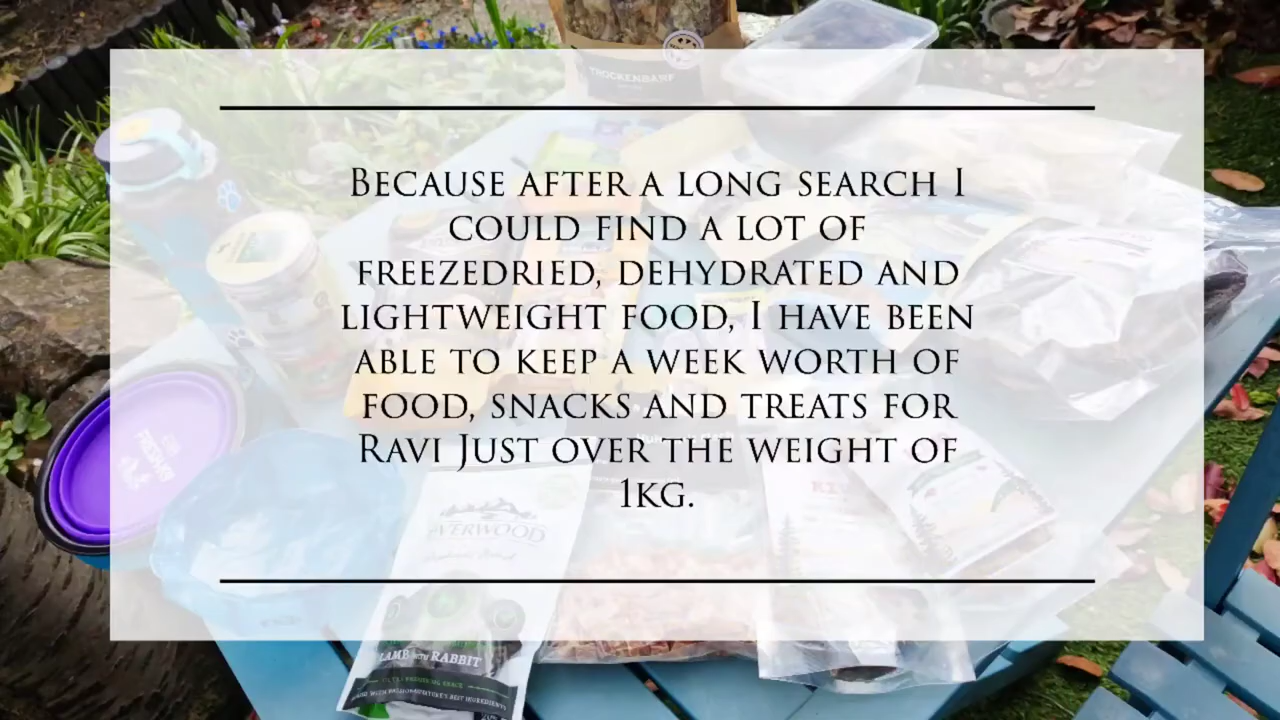 TROCKENBARF
BECAUSE AFTER A LONG SEARCH I
COULD FIND A LOT OF
FREEZEDRIED, DEHYDRATED AND
LIGHTWEIGHT FOOD, I HAVE BEEN
ABLE TO KEEP A WEEK WORTH OF
FOOD, SNACKS AND TREATS FOR
RAVI JUST OVER THE WEIGHT OF
1KG.
LAMB WITH RABBIT